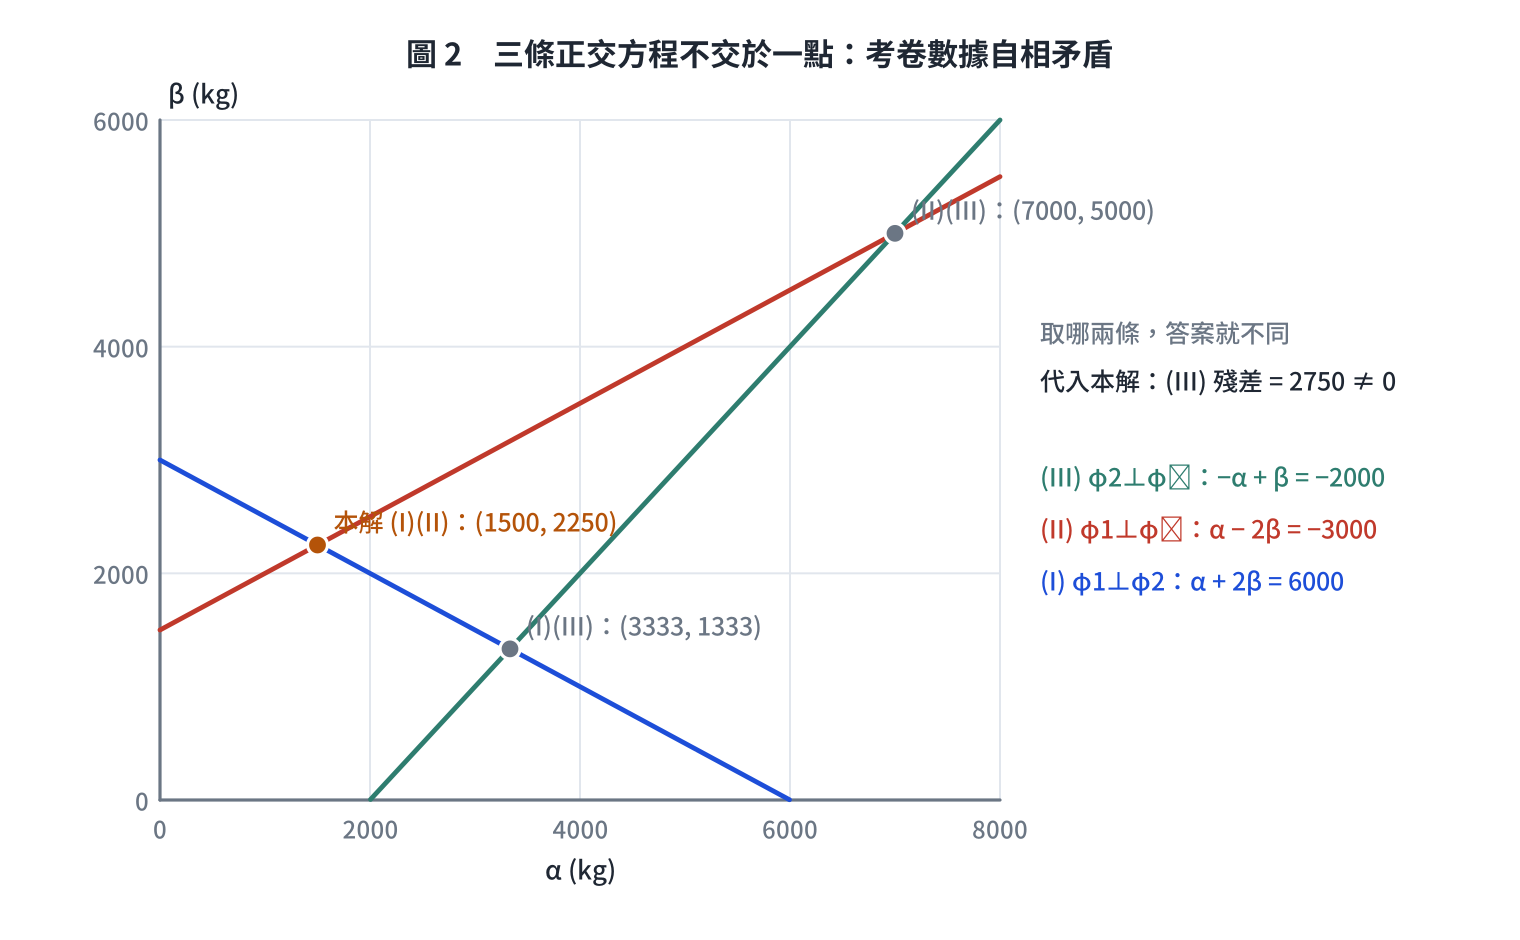 圖 2 三條正交方程不交於一點：考卷數據自相矛盾
β (kg)
6000
4000
2000
0
0 2000 4000 6000 8000
α (kg)
(II)(III)：(7000, 5000)
本解 (I)(II)：(1500, 2250)
(I)(III)：(3333, 1333)
取哪兩條，答案就不同
代入本解：(III) 殘差 = 2750 ≠ 0
(III) φ2⊥φ：−α + β = −2000
(II) φ1⊥φ：α − 2β = −3000
(I) φ1⊥φ2：α + 2β = 6000